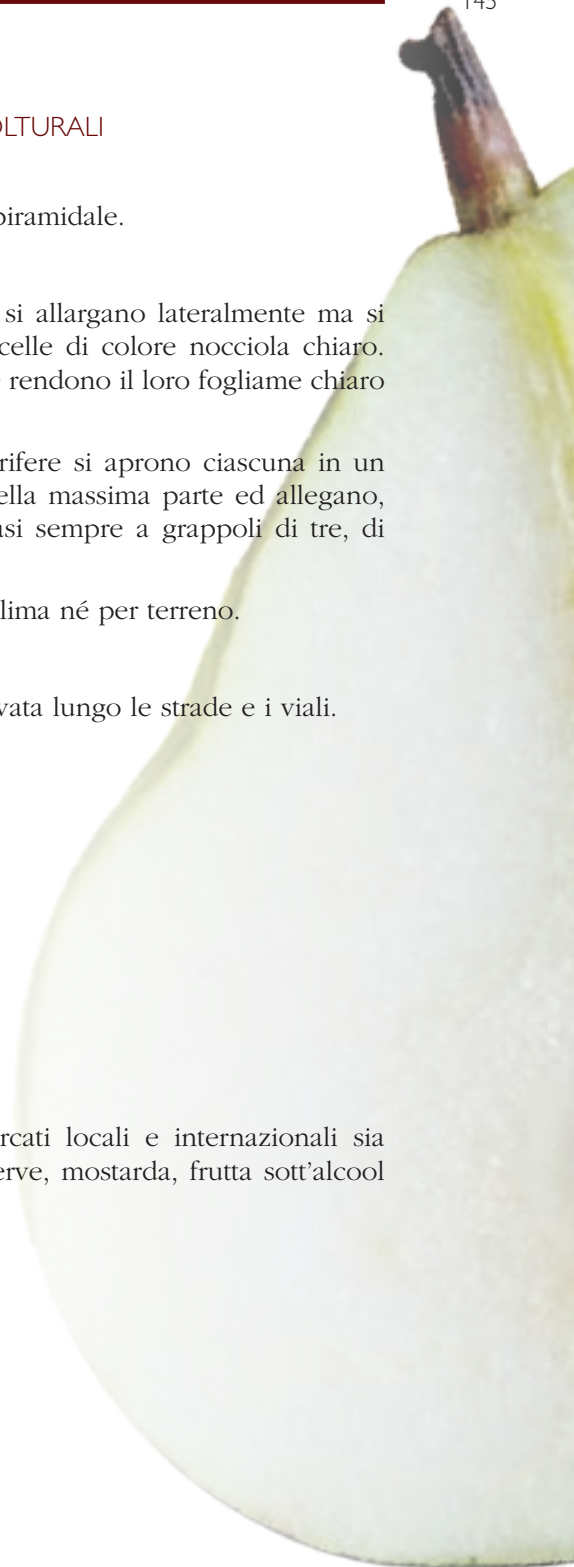 145
OLTURALI
piramidale.
si allargano lateralmente ma si
celle di colore nocciola chiaro.
rendono il loro fogliame chiaro
rifere si aprono ciascuna in un
ella massima parte ed allegano,
asi sempre a grappoli di tre, di
lima né per terreno.
vata lungo le strade e i viali.
rcati locali e internazionali sia
erve, mostarda, frutta sott'alcool